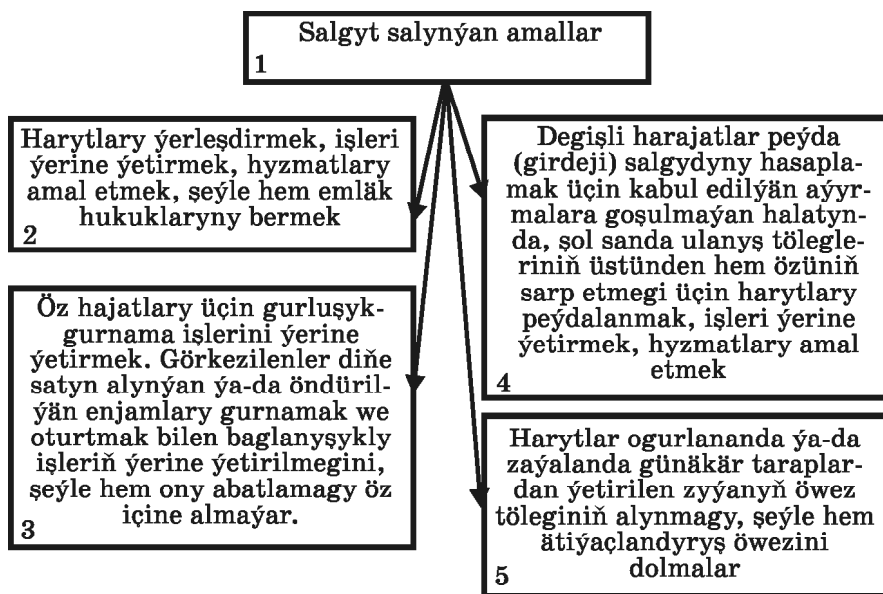 Salgyt salynýan amallar
1
Harytlary ýerleşdirmek, işleri
ýerine ýetirmek, hyzmatlary
amal etmek, şeýle hem emläk
hukuklaryny bermek
2
Öz hajatlary üçin gurluşyk-
gurnama işlerini ýerine
ýetirmek. Görkezilenler diňe
satyn alynýan ýa-da öndüril-
ýän enjamlary gurnamak we
oturtmak bilen baglanyşykly
işleriň ýerine ýetirilmegini,
şeýle hem ony abatlamagy öz
içine almaýar.
3
Degişli harajatlar peýda
(girdeji) salgydyny hasapla-
mak üçin kabul edilýän aýyr-
malara goşulmaýan halatyn-
da, şol sanda ulanyş tölegle-
riniň üstünden hem özüniň
sarp etmegi üçin harytlary
peýdalanmak, işleri ýerine
ýetirmek, hyzmatlary amal
etmek
4
Harytlar ogurlananda ýa-da
zaýalanda günäkär taraplar-
dan ýetirilen zyýanyň öwez
töleginiň alynmagy, şeýle hem
ätiýaçlandyryş öwezini
dolmalar
5